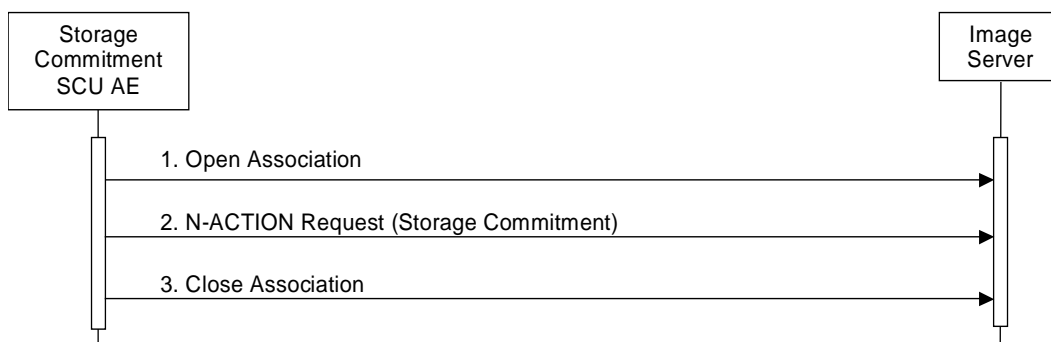 Storage
Commitment
SCU AE
Image
Server
1. Open Association
2. N-ACTION Request (Storage Commitment)
3. Close Association